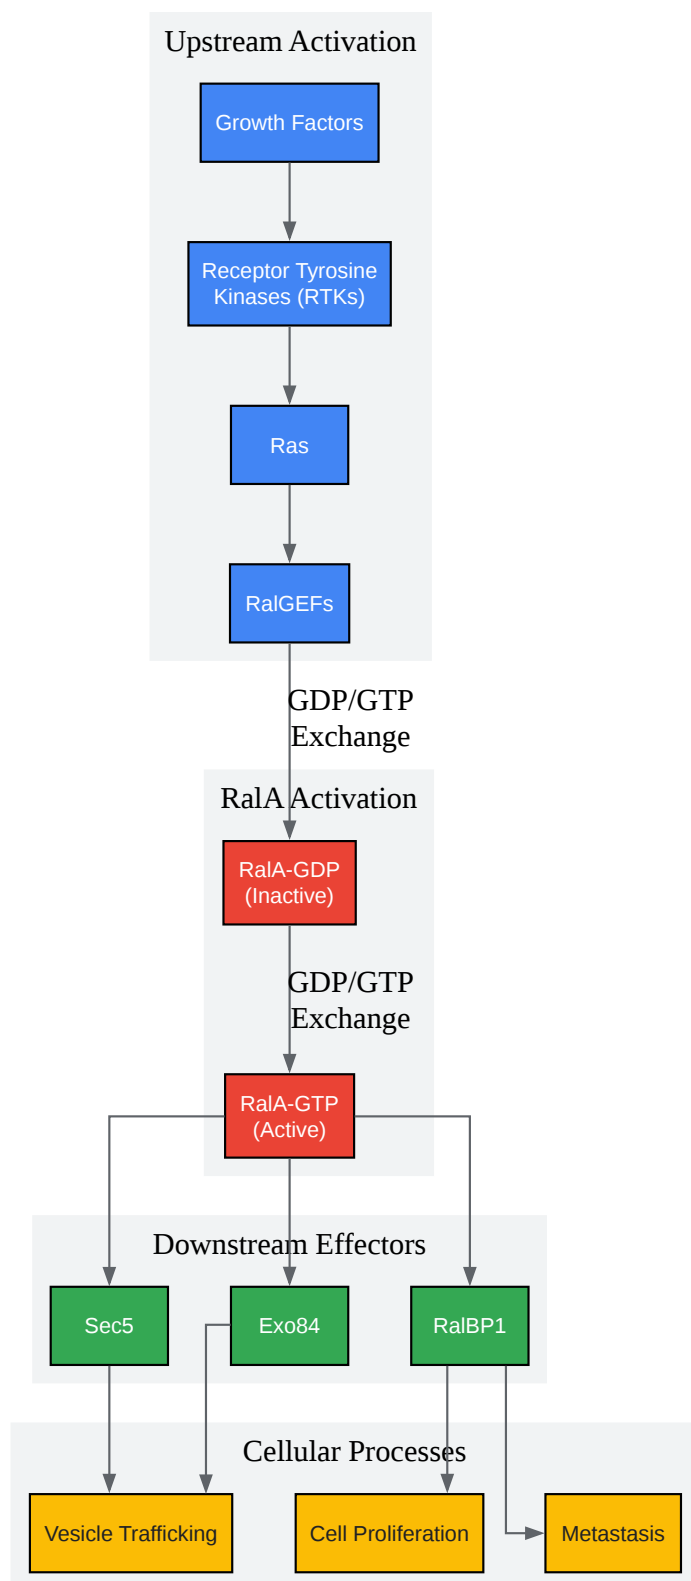 Upstream Activation
Growth Factors
Receptor Tyrosine
Kinases (RTKs)
Ras
RalGEFs
GDP/GTP
Exchange
RalA Activation
RalA-GDP
(Inactive)
GDP/GTP
Exchange
RalA-GTP
(Active)
Downstream Effectors
Sec5
Exo84
RalBP1
Cellular Processes
Vesicle Trafficking
Cell Proliferation
Metastasis